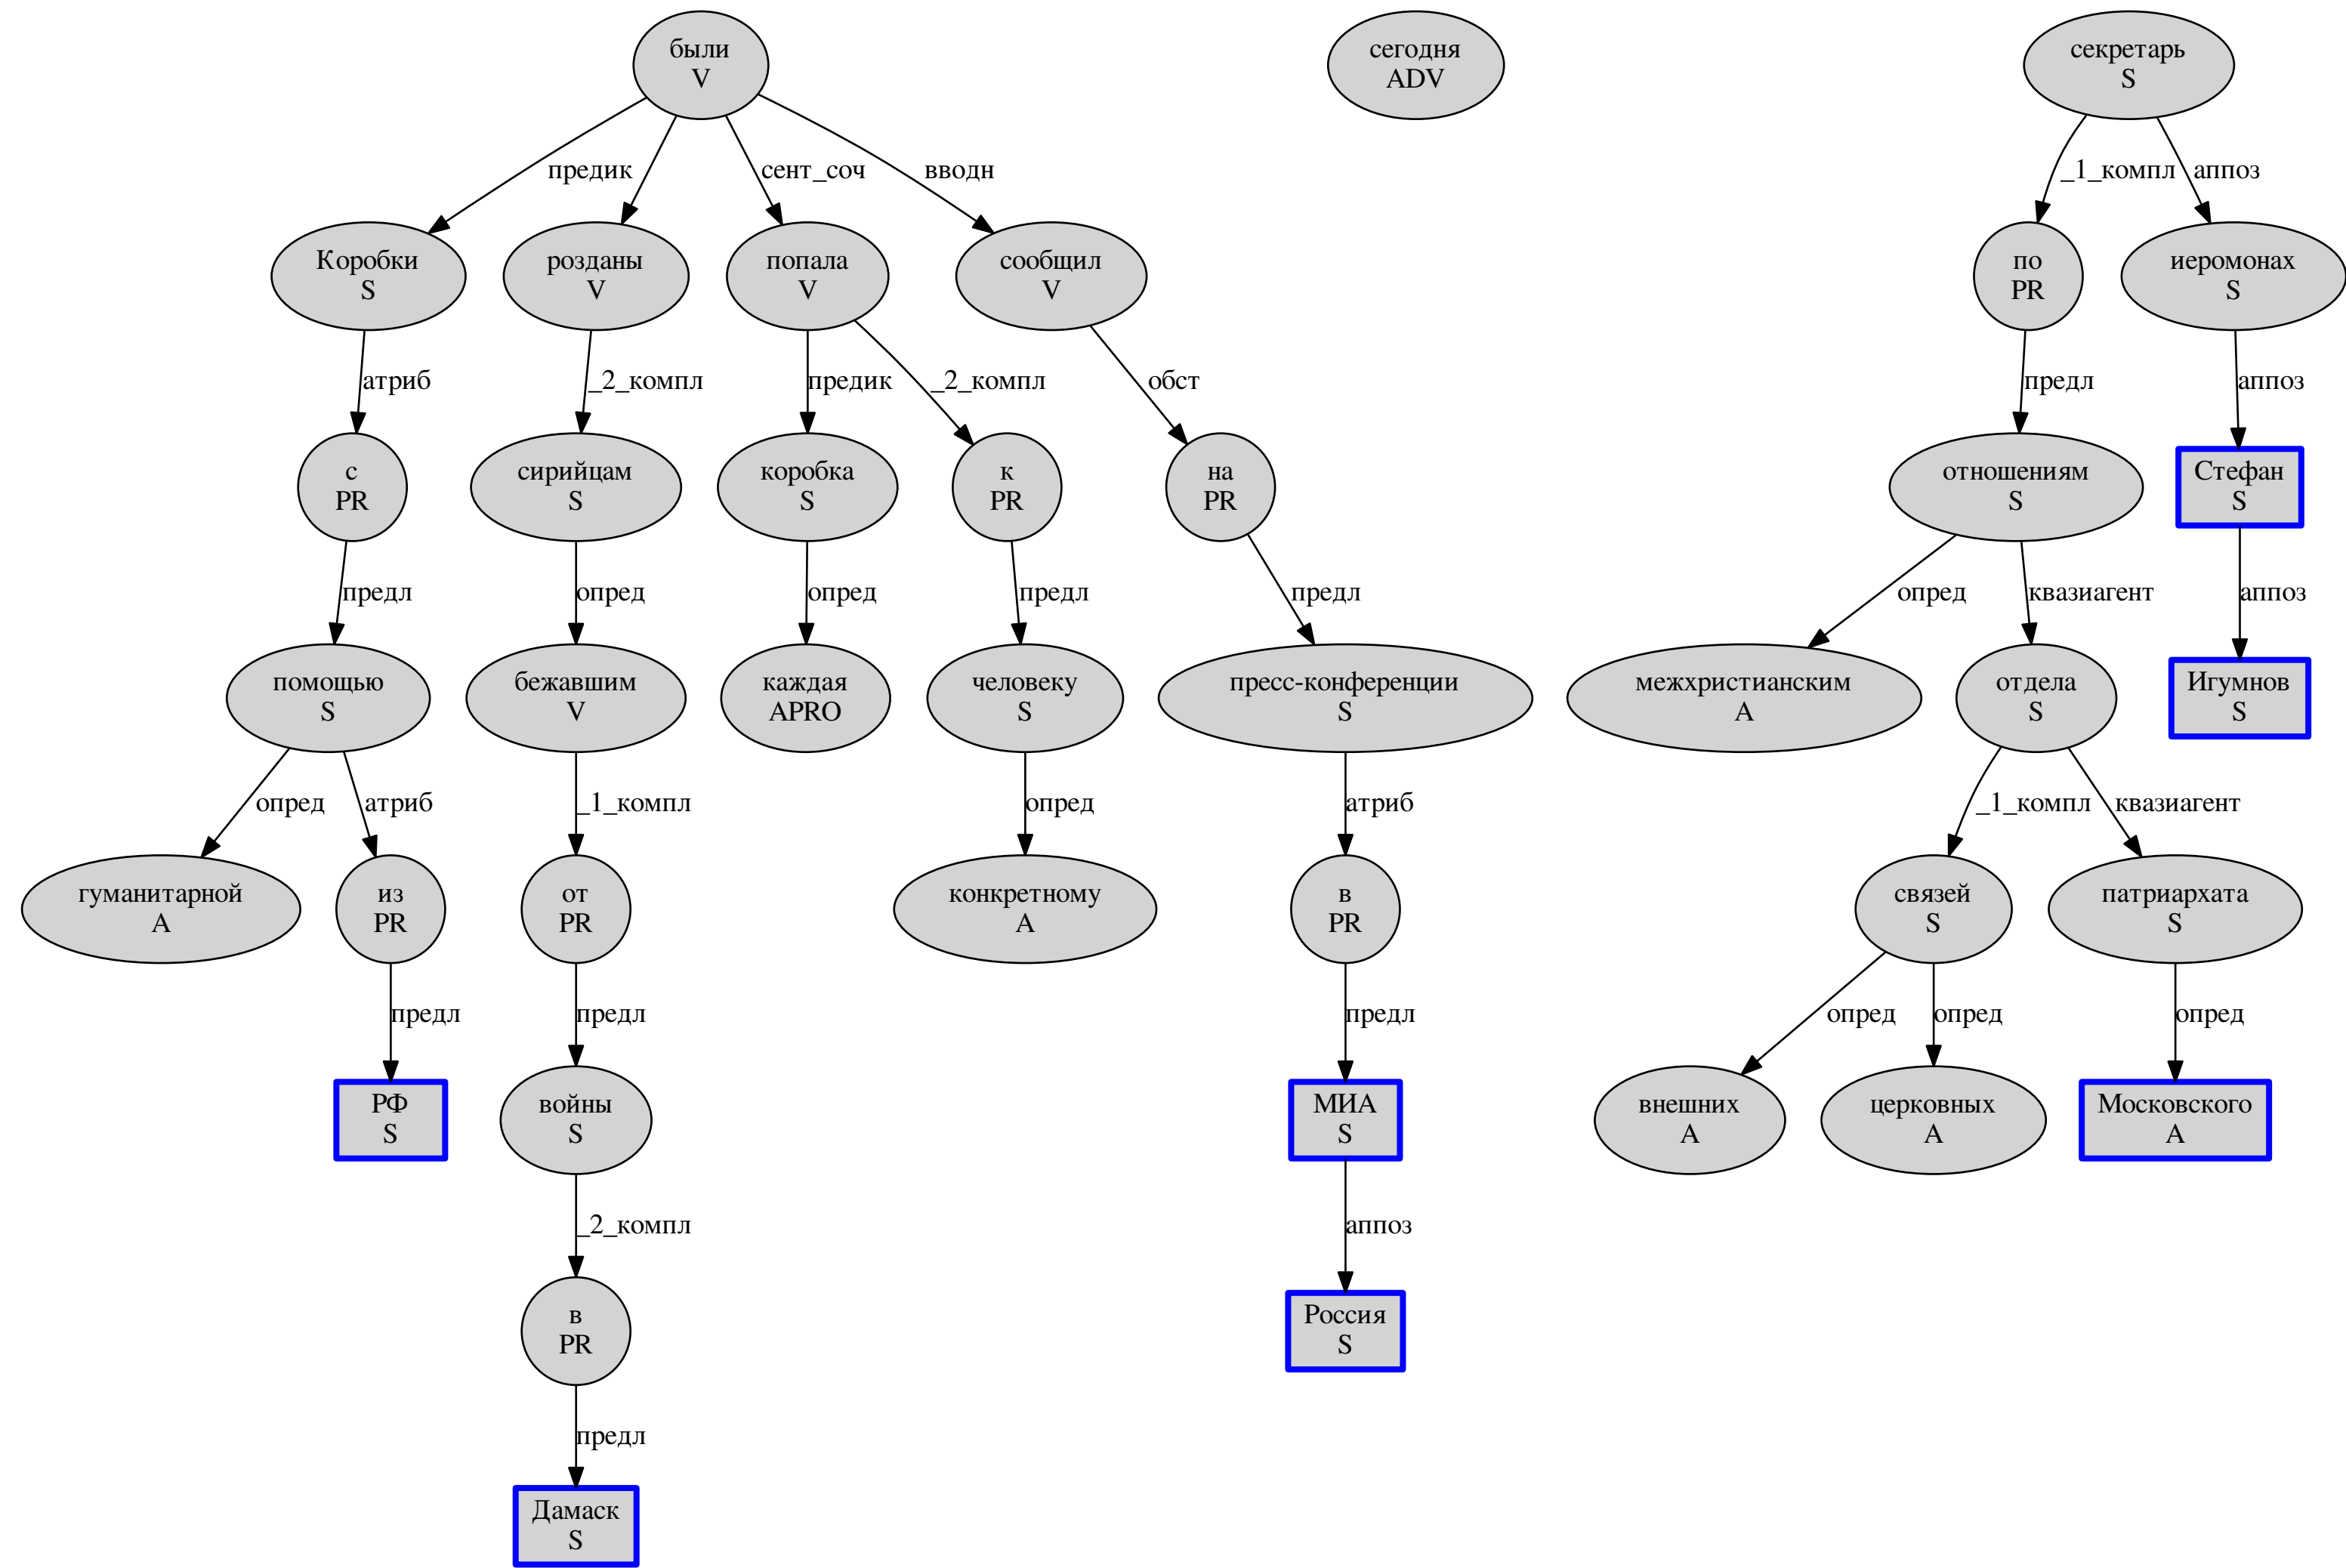 были
V
сегодня
ADV
секретарь
S
предик
сент_соч
вводн
_1_компл
аппоз
Коробки
S
розданы
V
попала
V
сообщил
V
по
PR
иеромонах
S
атриб
_2_компл
предик
_2_компл
обст
предл
аппоз
с
PR
сирийцам
S
коробка
S
к
PR
на
PR
отношениям
S
Стефан
S
предл
опред
опред
предл
предл
опред
квазиагент
аппоз
помощью
S
бежавшим
V
каждая
APRO
человеку
S
пресс-конференции
S
межхристианским
A
отдела
S
Игумнов
S
опред
атриб
_1_компл
опред
атриб
_1_компл
квазиагент
гуманитарной
A
из
PR
от
PR
конкретному
A
в
PR
связей
S
патриархата
S
предл
предл
предл
опред
опред
опред
РФ
S
войны
S
МИА
S
внешних
A
церковных
A
Московского
A
_2_компл
аппоз
в
PR
Россия
S
предл
Дамаск
S